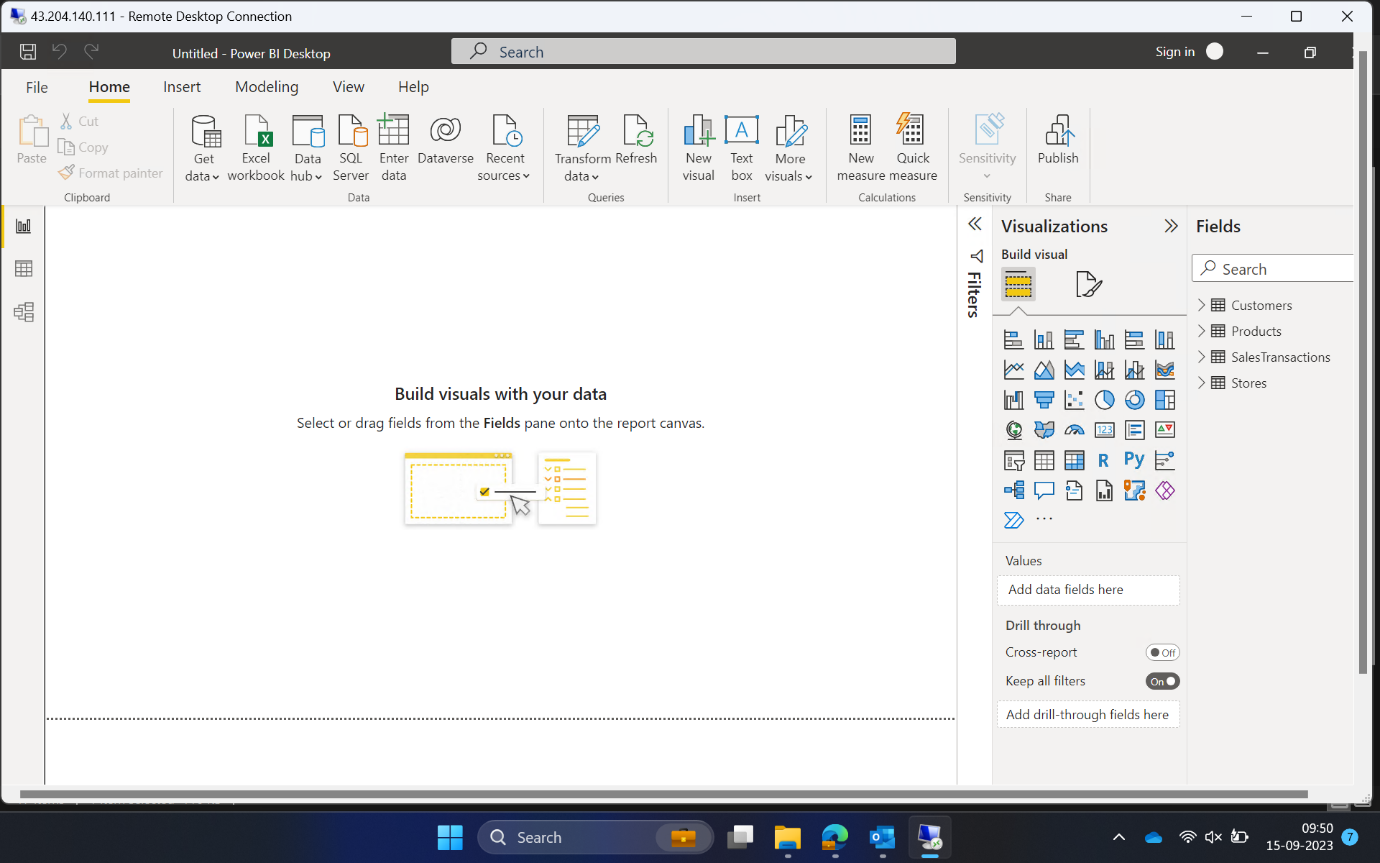 43.204.140.111 - Remote Desktop Connection
Untitled - Power BI Desktop
Search
Sign in
File Home Insert Modeling View Help
Paste
Cut
Copy
Format painter
Clipboard
Get data
Excel workbook
Data hub
SQL Server
Enter data
Dataverse
Recent sources
Data
Transform data
Refresh
Queries
New visual
Text box
More visuals
Insert
New measure
Quick measure
Calculations
Sensitivity
Sensitivity
Publish
Share
Build visuals with your data
Select or drag fields from the Fields pane onto the report canvas.
Filters
Visualizations
Build visual
123
R
Py
Values
Add data fields here
Drill through
Cross-report
Off
Keep all filters
On
Add drill-through fields here
Fields
Search
Customers
Products
SalesTransactions
Stores
Search
09:50
15-09-2023
7